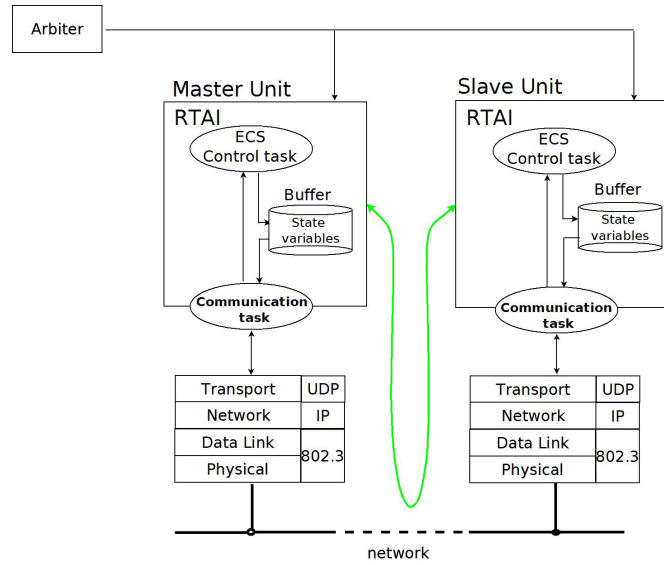 Arbiter
Master Unit
RTAI
ECS
Control task
Buffer
State
variables
Communication
task
Transport UDP
Network IP
Data Link
802.3
Physical
Slave Unit
RTAI
ECS
Control task
Buffer
State
variables
Communication
task
Transport UDP
Network IP
Data Link
802.3
Physical
network